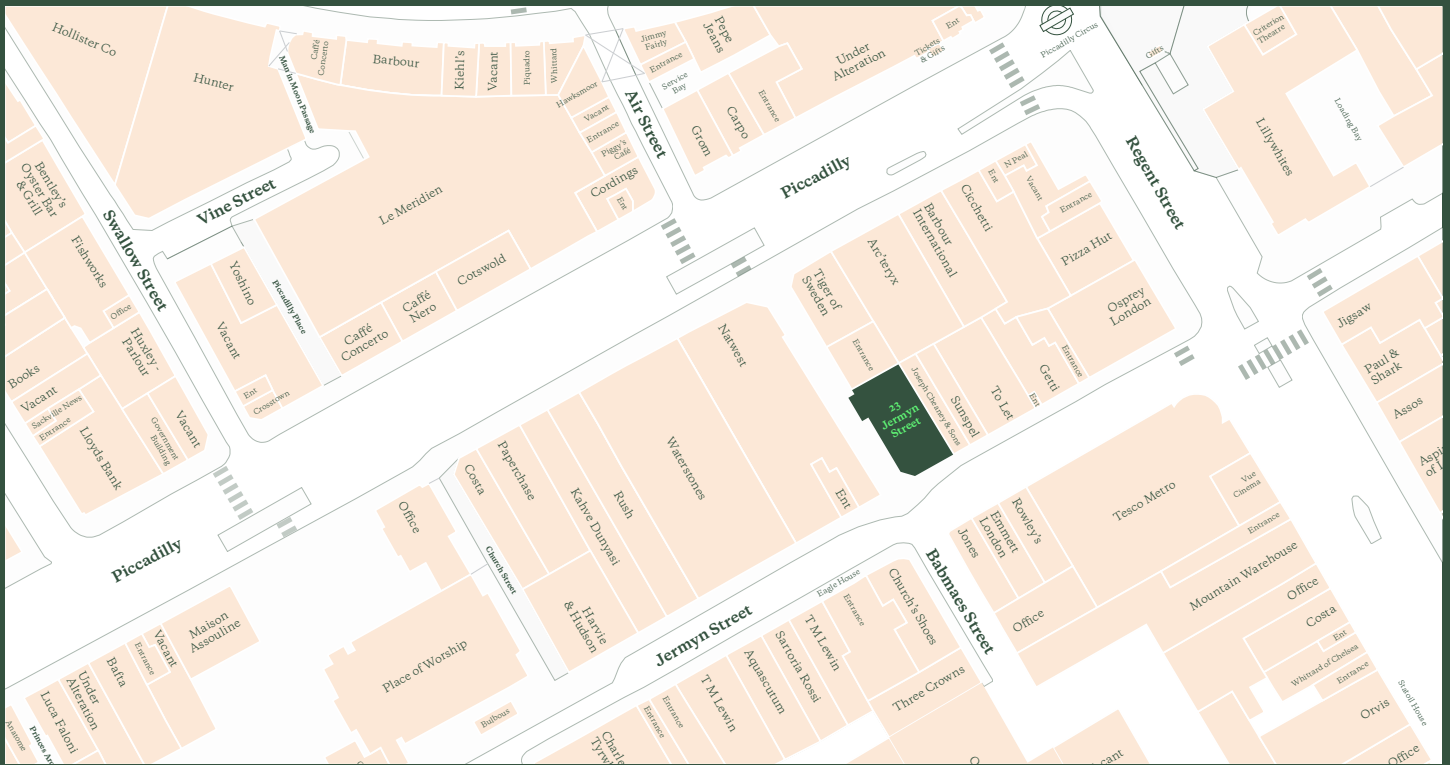 Hollister Co
Hunter
Man in Moon Passage
Caffé
Concerto
Barbour
Kiehl's
Vacant
Piquadro
Whittard
Hawksmoor
Vacant
Entrance
Piggy's
Café
Cordings
Ent
Air Street
Jimmy
Fairly
Entrance
Service
Bay
Pepe
Jeans
Grom
Carpo
Entrance
Under
Alteration
Tickets
& Gifts
Ent
Piccadilly Circus
Gifts
Criterion
Theatre
Loading Bay
Lillywhites
Regent Street
Piccadilly
Bentley's
Oyster Bar
& Grill
Swallow Street
Vine Street
Le Meridien
Fishworks
Office
Yoshino
Vacant
Piccadilly Place
Ent
Crosstown
Caffé
Concerto
Caffé
Nero
Cotswold
Huxley -
Parlour
Books
Vacant
Sackville News
Entrance
Lloyds Bank
Government
Building
Vacant
Tiger of
Sweden
Arc'teryx
Barbour
International
Cicchetti
Ent
N Peal
Vacant
Entrance
Pizza Hut
Osprey
London
Entrance
Joseph Cheaney & Sons
Sunspel
To Let
Getti
Ent
Entrance
23
Jermyn
Street
Natwest
Waterstones
Ent
Rush
Kahve Dunyasi
Paperchase
Costa
Harvie
& Hudson
Office
Church Street
Piccadilly
Place of Worship
Bulbous
Maison
Assouline
Vacant
Entrance
Bafta
Under
Alteration
Luca Faloni
Anatome
Jermyn Street
Eagle House
Church's Shoes
Entrance
T M Lewin
Sartoria Rossi
Aquascutum
T M Lewin
Entrance
Entrance
Three Crowns
Babmaes Street
Jones
Emmett
London
Rowley's
Office
Tesco Metro
Vue
Cinema
Entrance
Mountain Warehouse
Office
Costa
Ent
Whittard of Chelsea
Entrance
Orvis
Office
Statoil House
Jigsaw
Paul &
Shark
Assos